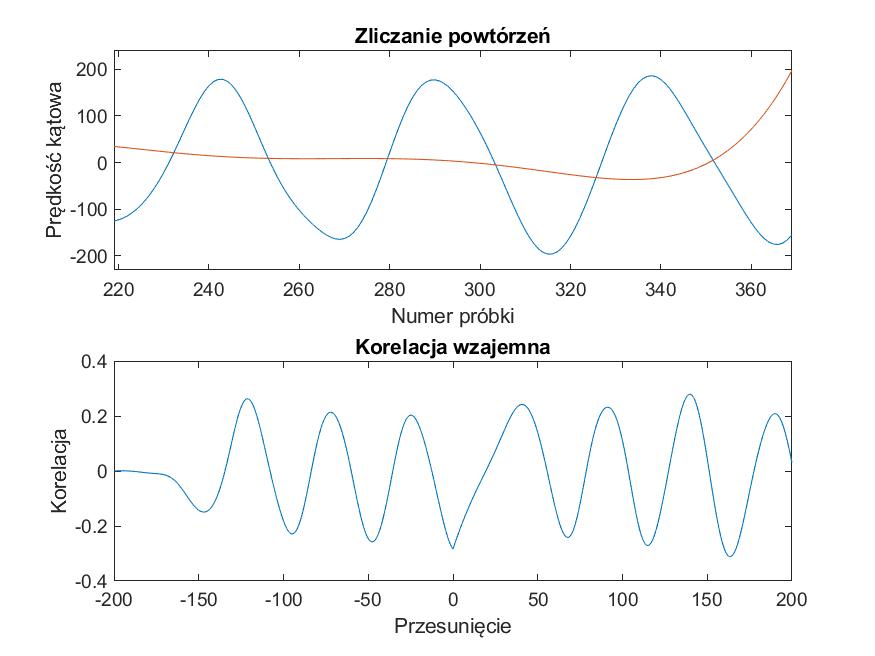 Zliczanie powtórzeń
200
100
0
-100
-200
Prędkość kątowa
220 240 260 280 300 320 340 360
Numer próbki
Korelacja wzajemna
0.4
0.2
0
-0.2
-0.4
Korelacja
-200 -150 -100 -50 0 50 100 150 200
Przesunięcie